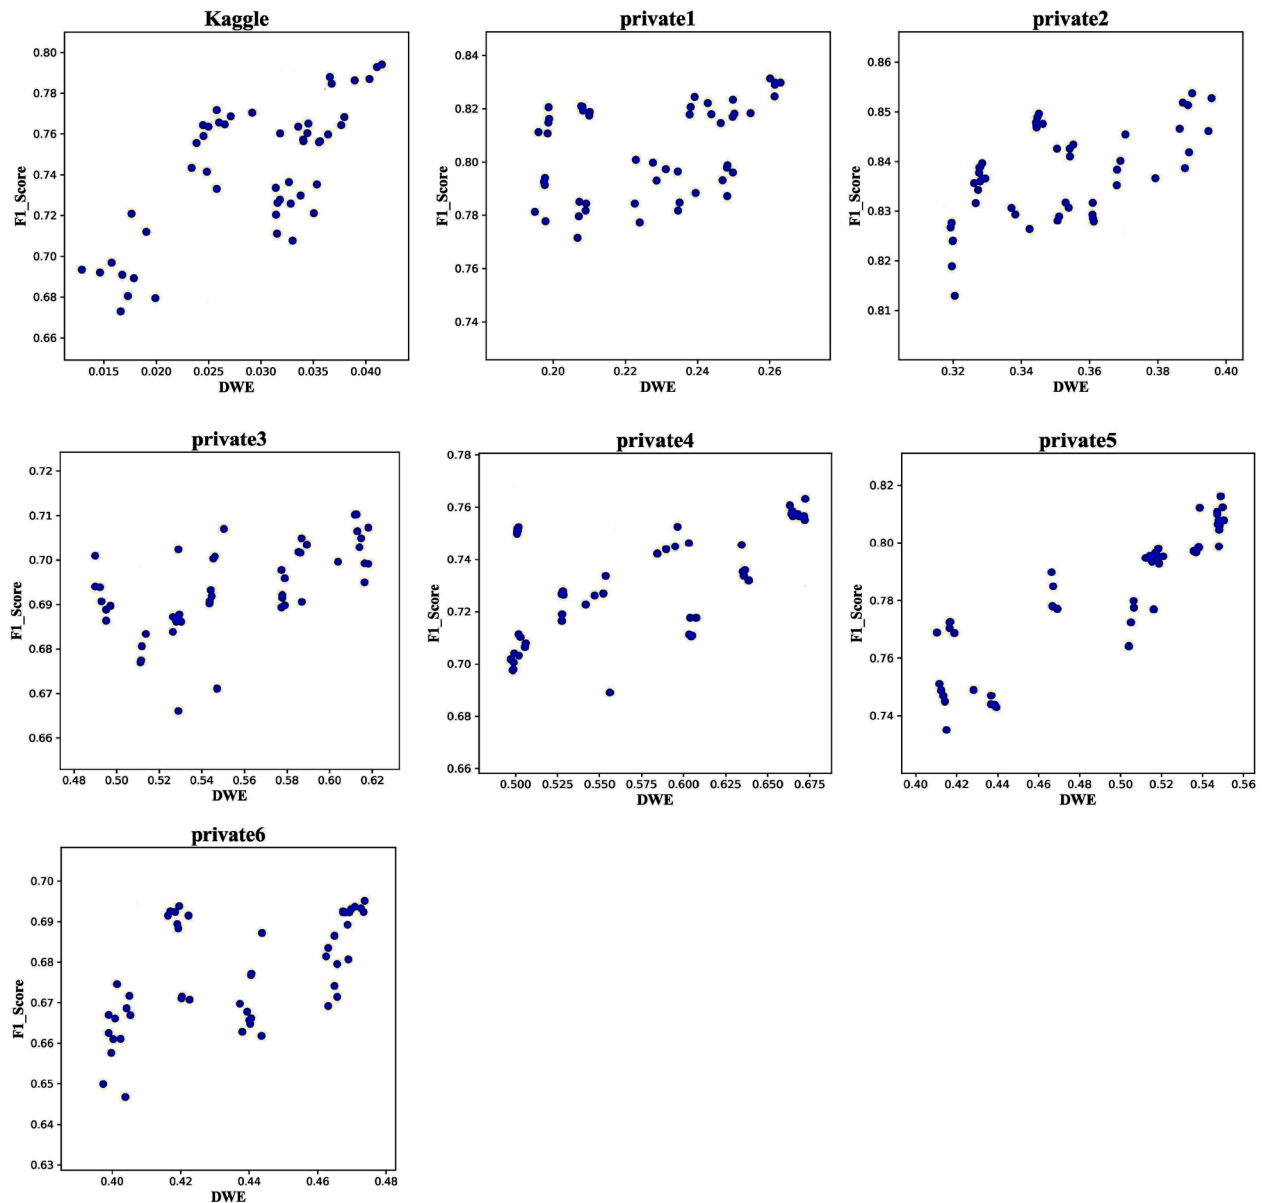 Kaggle
0.80
0.78
0.76
0.74
0.72
0.70
0.68
0.66
F1_Score
0.015 0.020 0.025 0.030 0.035 0.040
DWE
private1
0.84
0.82
0.80
0.78
0.76
0.74
F1_Score
0.20 0.22 0.24 0.26
DWE
private2
0.86
0.85
0.84
0.83
0.82
0.81
F1_Score
0.32 0.34 0.36 0.38 0.40
DWE
private3
0.72
0.71
0.70
0.69
0.68
0.67
0.66
F1_Score
0.48 0.50 0.52 0.54 0.56 0.58 0.60 0.62
DWE
private4
0.78
0.76
0.74
0.72
0.70
0.68
0.66
F1_Score
0.500 0.525 0.550 0.575 0.600 0.625 0.650 0.675
DWE
private5
0.82
0.80
0.78
0.76
0.74
F1_Score
0.40 0.42 0.44 0.46 0.48 0.50 0.52 0.54 0.56
DWE
private6
0.70
0.69
0.68
0.67
0.66
0.65
0.64
0.63
F1_Score
0.40 0.42 0.44 0.46 0.48
DWE